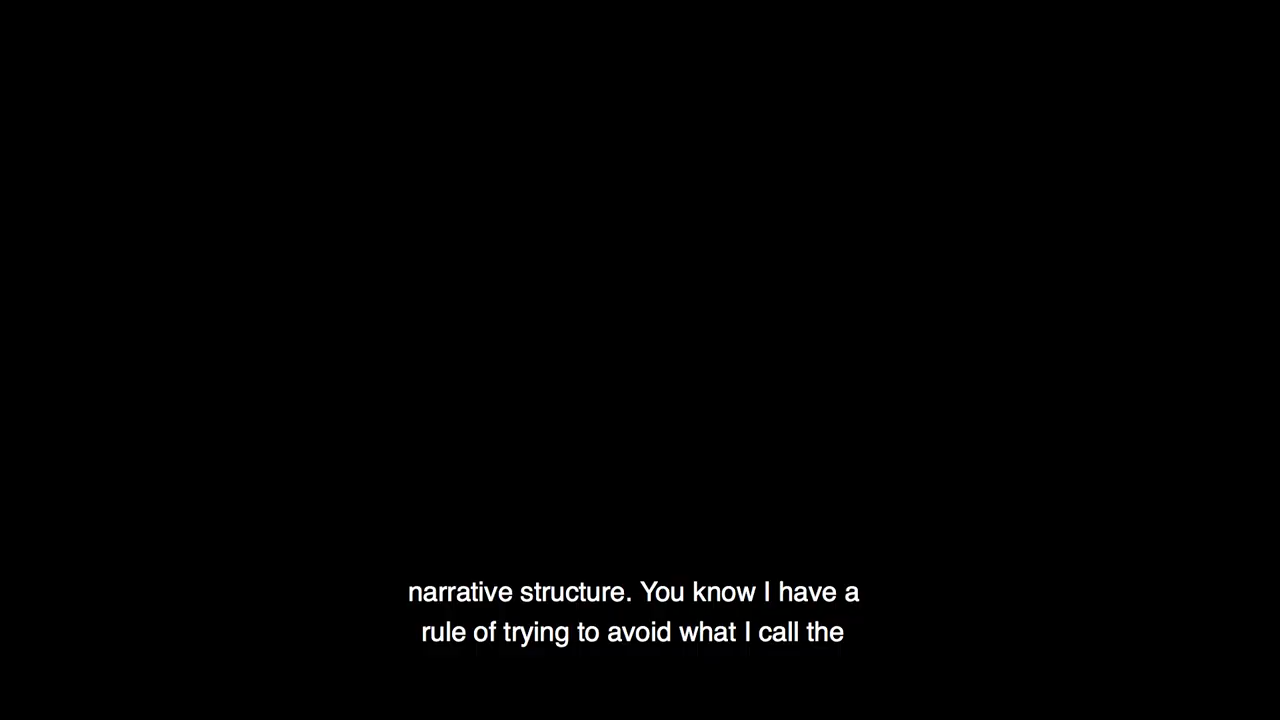 narrative structure. You know I have a
rule of trying to avoid what I call the